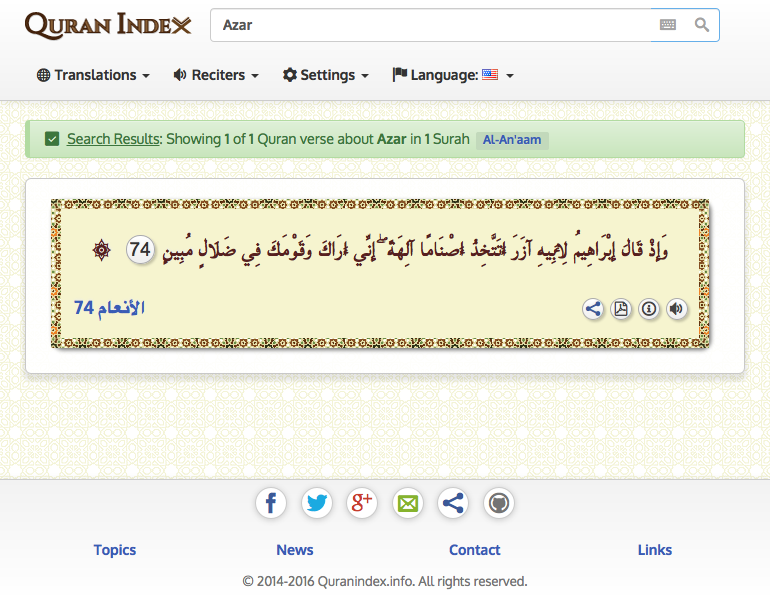 QURAN INDEX
Azar
Translations Reciters Settings Language:
Search Results: Showing 1 of 1 Quran verse about Azar in 1 Surah Al-An'aam
وَإِذْ قَالَ إِبْرَاهِيمُ لِأَبِيهِ آزَرَ أَتَتَّخِذُ أَصْنَامًا آلِهَةً ۖ إِنِّي أَرَاكَ وَقَوْمَكَ فِي ضَلَالٍ مُبِينٍ 74
الأنعام 74
f g+
Topics News Links Contact
© 2014-2016 Quranindex.info. All rights reserved.